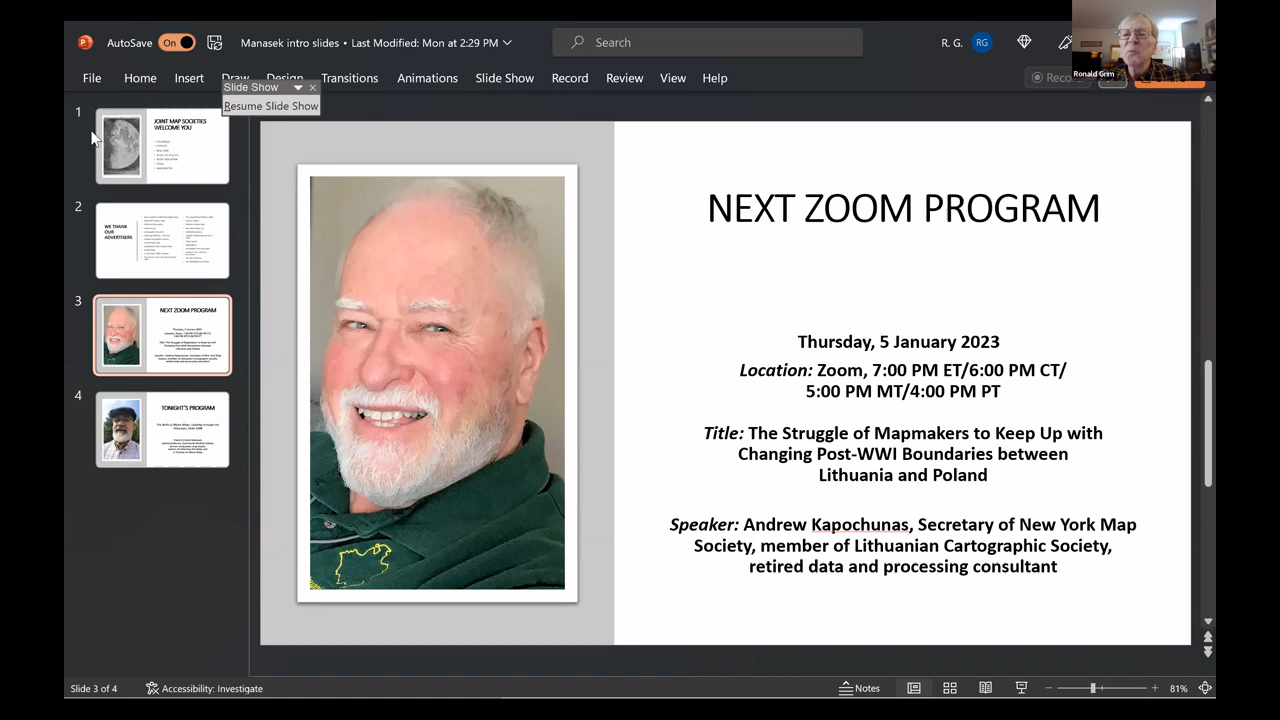 AutoSave On Manasek intro slides • Last Modified: Mon at 2:29 PM Search R. G. RG
Ronald Grim
File Home Insert Draw Design Transitions Animations Slide Show Record Review View Help Record
Slide Show
Resume Slide Show
1
JOINT MAP SOCIETIES
WELCOME YOU
2
WE THANK
OUR
ADVERTISERS
3
NEXT ZOOM PROGRAM
4
TONIGHT'S PROGRAM
NEXT ZOOM PROGRAM
Thursday, 5 January 2023
Location: Zoom, 7:00 PM ET/6:00 PM CT/
5:00 PM MT/4:00 PM PT
Title: The Struggle of Mapmakers to Keep Up with
Changing Post-WWI Boundaries between
Lithuania and Poland
Speaker: Andrew Kapochunas, Secretary of New York Map
Society, member of Lithuanian Cartographic Society,
retired data and processing consultant
Slide 3 of 4 Accessibility: Investigate Notes 81%